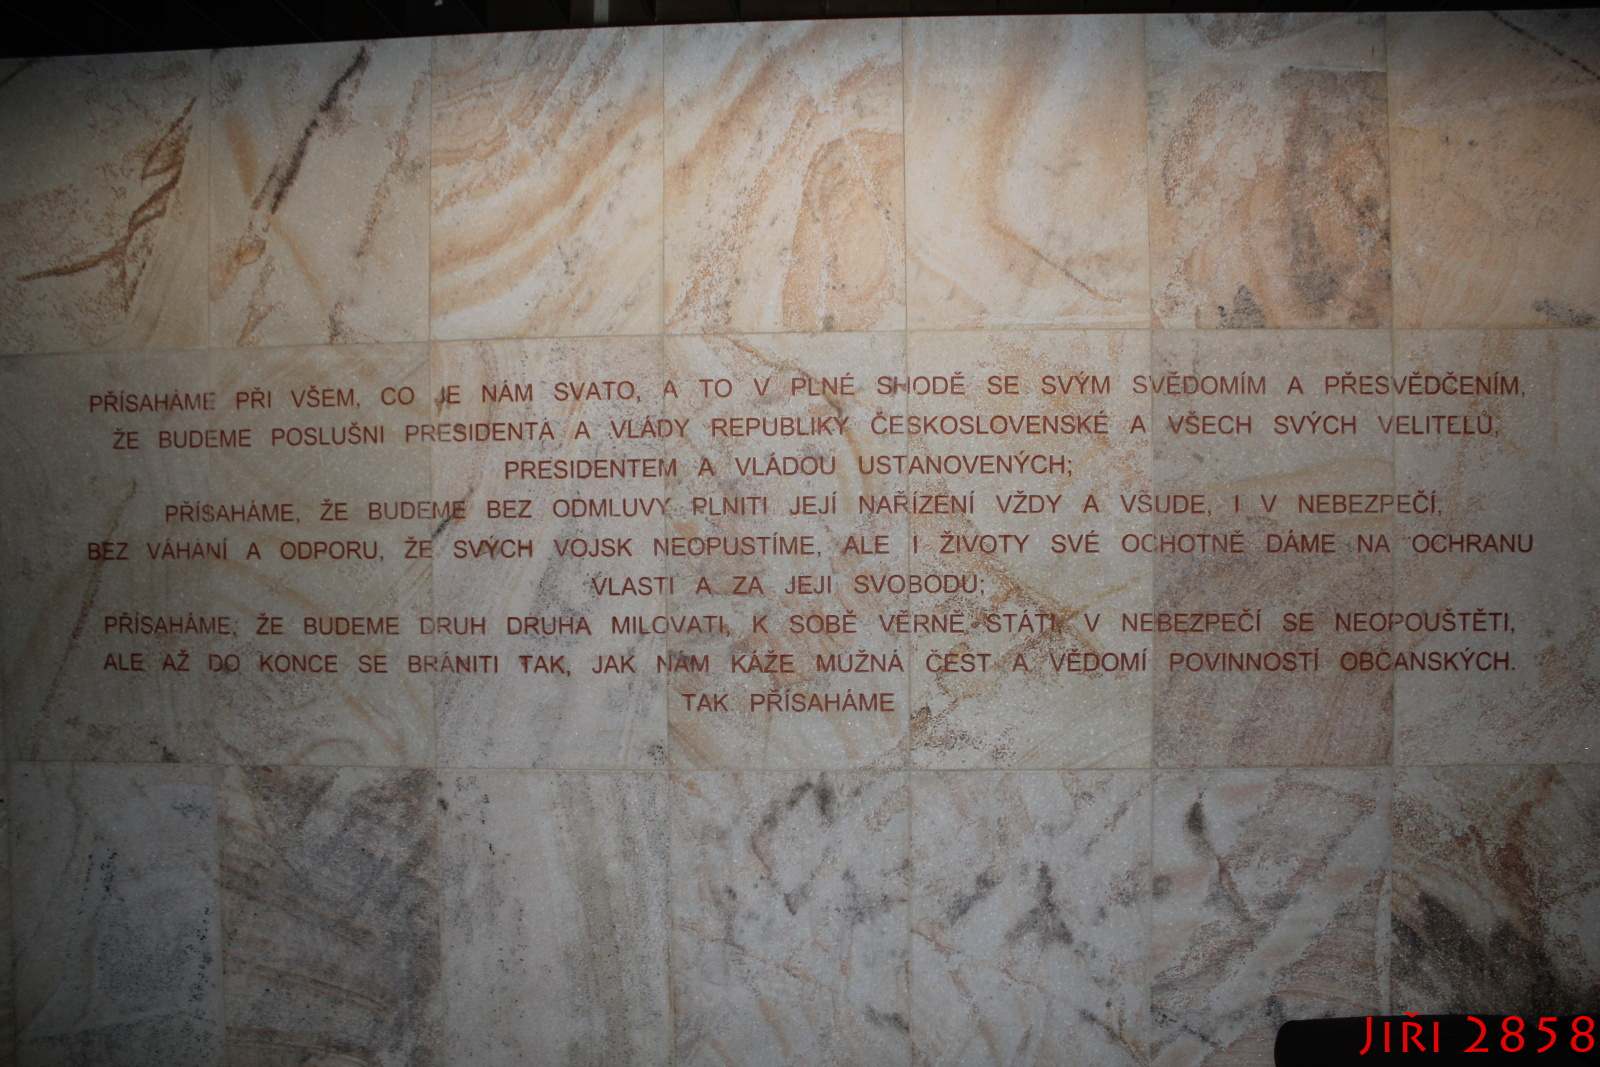 PŘÍSAHÁME PŘI VŠEM, CO JE NÁM SVATO, A TO V PLNÉ SHODĚ SE SVÝM SVĚDOMÍM A PŘESVĚDČENÍM,
ŽE BUDEME POSLUŠNI PRESIDENTA A VLÁDY REPUBLIKY ČESKOSLOVENSKÉ A VŠECH SVÝCH VELITELŮ,
PRESIDENTEM A VLÁDOU USTANOVENÝCH;
PŘÍSAHÁME, ŽE BUDEME BEZ ODMLUVY PLNITI JEJÍ NAŘÍZENÍ VŽDY A VŠUDE, I V NEBEZPEČÍ,
BEZ VÁHÁNÍ A ODPORU, ŽE SVÝCH VOJSK NEOPUSTÍME, ALE I ŽIVOTY SVÉ OCHOTNĚ DÁME NA OCHRANU
VLASTI A ZA JEJI SVOBODU;
PŘÍSAHÁME, ŽE BUDEME DRUH DRUHA MILOVATI, K SOBĚ VĚRNĚ STÁTI, V NEBEZPEČÍ SE NEOPOUŠTĚTI,
ALE AŽ DO KONCE SE BRÁNITI TAK, JAK NÁM KÁŽE MUŽNÁ ČEST A VĚDOMÍ POVINNOSTÍ OBČANSKÝCH.
TAK PŘÍSAHÁME
JIŘI 2858